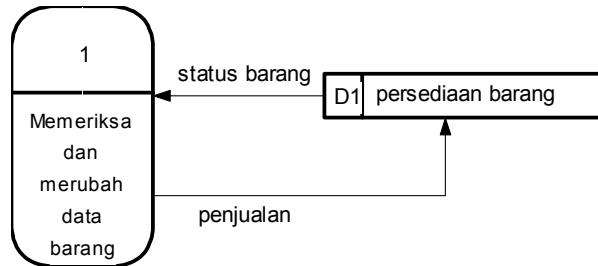 1
Memeriksa
dan
merubah
data
barang
status barang
D1 persediaan barang
penjualan